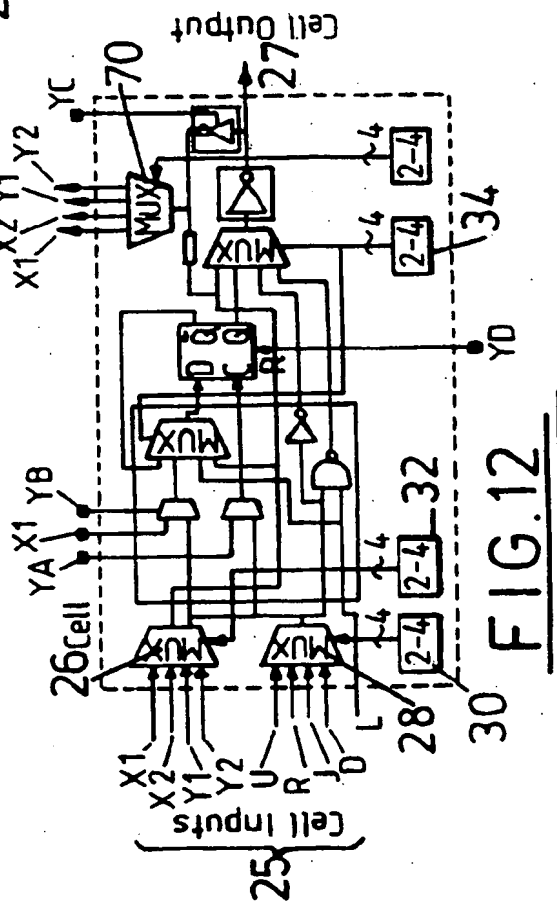 Cell Output
27
70
YC
X1 X2 Y1 Y2
MUX
MUX
2-4
4
2-4
4
34
YD
D Q
C Q
R
MUX
YB
X1
YA
26
Cell
MUX
MUX
28
4
2-4
32
4
2-4
30
X1
X2
Y1
Y2
U
R
J
D
L
Cell Inputs
25
FIG.12